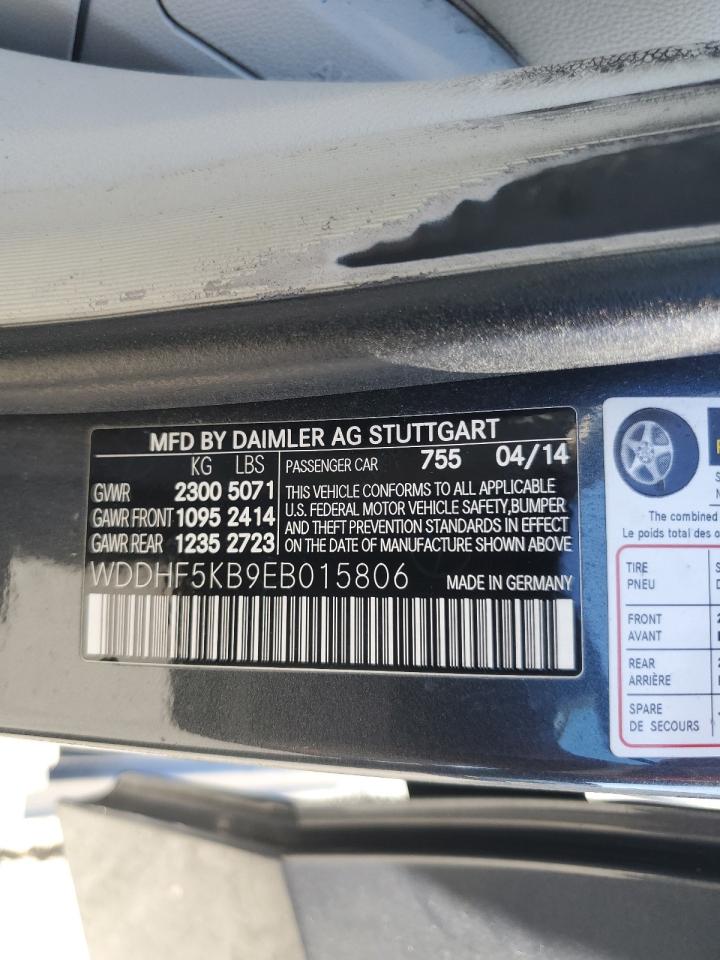 MFD BY DAIMLER AG STUTTGART
KG LBS
GVWR 2300 5071
GAWR FRONT 1095 2414
GAWR REAR 1235 2723
PASSENGER CAR 755 04/14
THIS VEHICLE CONFORMS TO ALL APPLICABLE
U.S. FEDERAL MOTOR VEHICLE SAFETY,BUMPER
AND THEFT PREVENTION STANDARDS IN EFFECT
ON THE DATE OF MANUFACTURE SHOWN ABOVE.
WDDHF5KB9EB015806 MADE IN GERMANY
The combined
Le poids total des
TIRE
PNEU
FRONT
AVANT
REAR
ARRIÈRE
SPARE
DE SECOURS